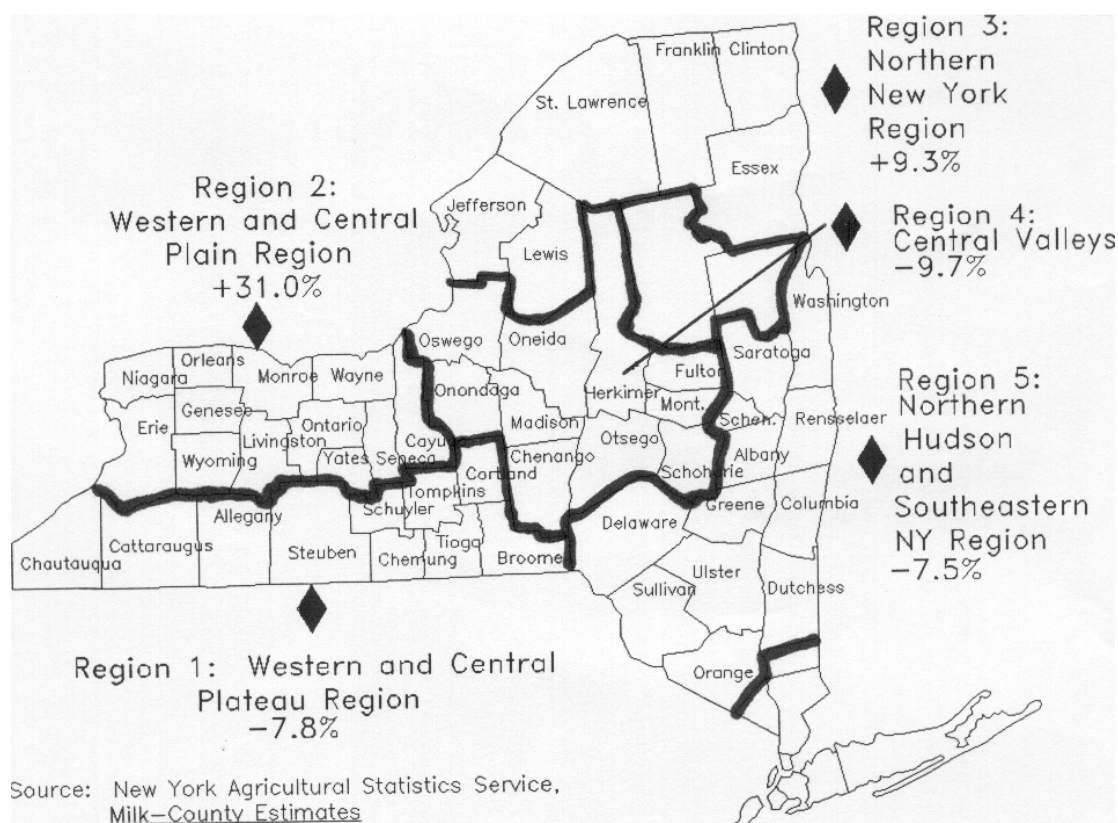 Region 3:
Northern
New York
Region
+9.3%
Region 4:
Central Valleys
-9.7%
Region 2:
Western and Central
Plain Region
+31.0%
Region 5:
Northern
Hudson
and
Southeastern
NY Region
-7.5%
Region 1: Western and Central
Plateau Region
-7.8%
Franklin Clinton
St. Lawrence
Essex
Jefferson
Lewis
Washington
Oswego
Oneida
Saratoga
Orleans
Niagara
Monroe
Wayne
Onondaga
Herkimer
Fulton
Genesee
Erie
Ontario
Madison
Mont.
Schen.
Rensselaer
Livingston
Wyoming
Yates Seneca
Cayu
Otsego
Albany
Chenango
Cortland
Schoharie
Tompkins
Schuyler
Allegany
Greene
Columbia
Delaware
Cattaraugus
Steuben
Tioga
Chemung
Broome
Chautauqua
Ulster
Sullivan
Dutchess
Orange
Source: New York Agricultural Statistics Service,
Milk-County Estimates